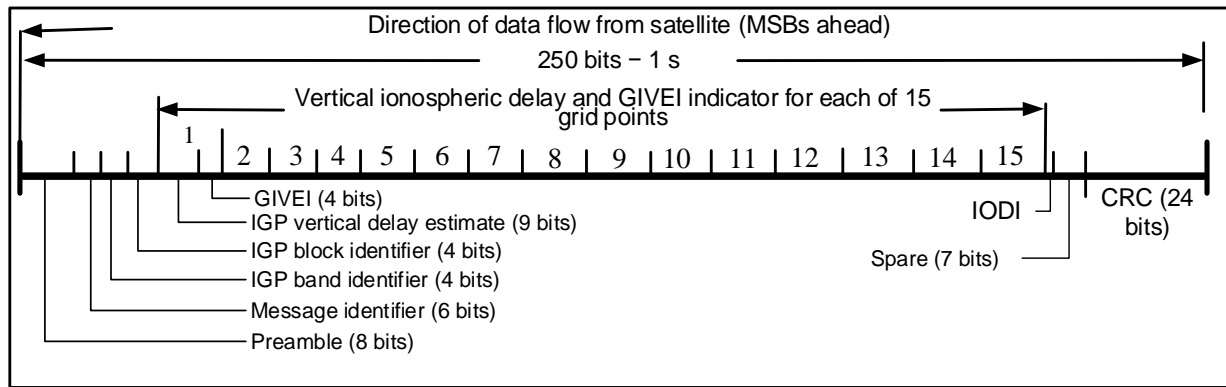 Direction of data flow from satellite (MSBs ahead)
250 bits − 1 s
Vertical ionospheric delay and GIVEI indicator for each of 15
grid points
1 2 3 4 5 6 7 8 9 10 11 12 13 14 15
GIVEI (4 bits)
IGP vertical delay estimate (9 bits)
IGP block identifier (4 bits)
IGP band identifier (4 bits)
Message identifier (6 bits)
Preamble (8 bits)
IODI
Spare (7 bits)
CRC (24
bits)